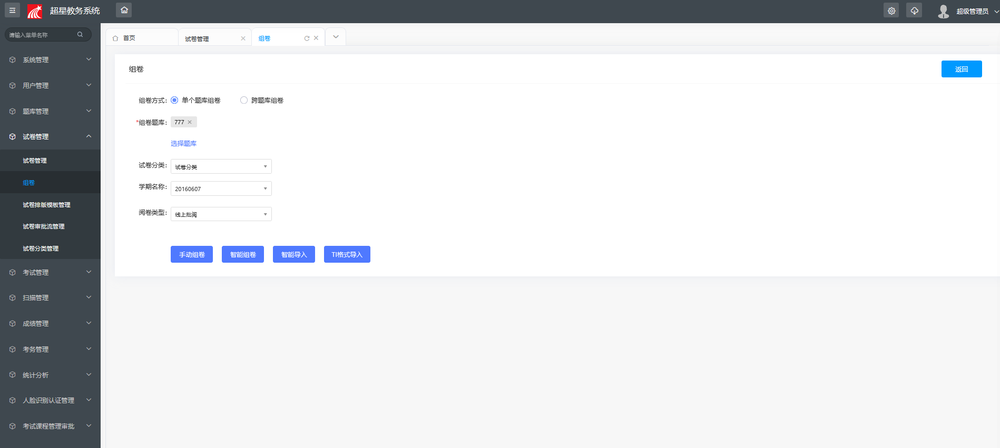 超星教务系统
超级管理员
请输入菜单名称
系统管理
用户管理
题库管理
试卷管理
试卷管理
组卷
试卷排版模板管理
试卷审批流管理
试卷分类管理
考试管理
扫描管理
成绩管理
考务管理
统计分析
人脸识别认证管理
考试课程管理审批
首页
试卷管理
组卷
组卷
返回
组卷方式: 单个题库组卷 跨题库组卷
*组卷题库: 777
选择题库
试卷分类: 试卷分类
学期名称: 20160607
阅卷类型: 线上批阅
手动组卷 智能组卷 智能导入 TI格式导入